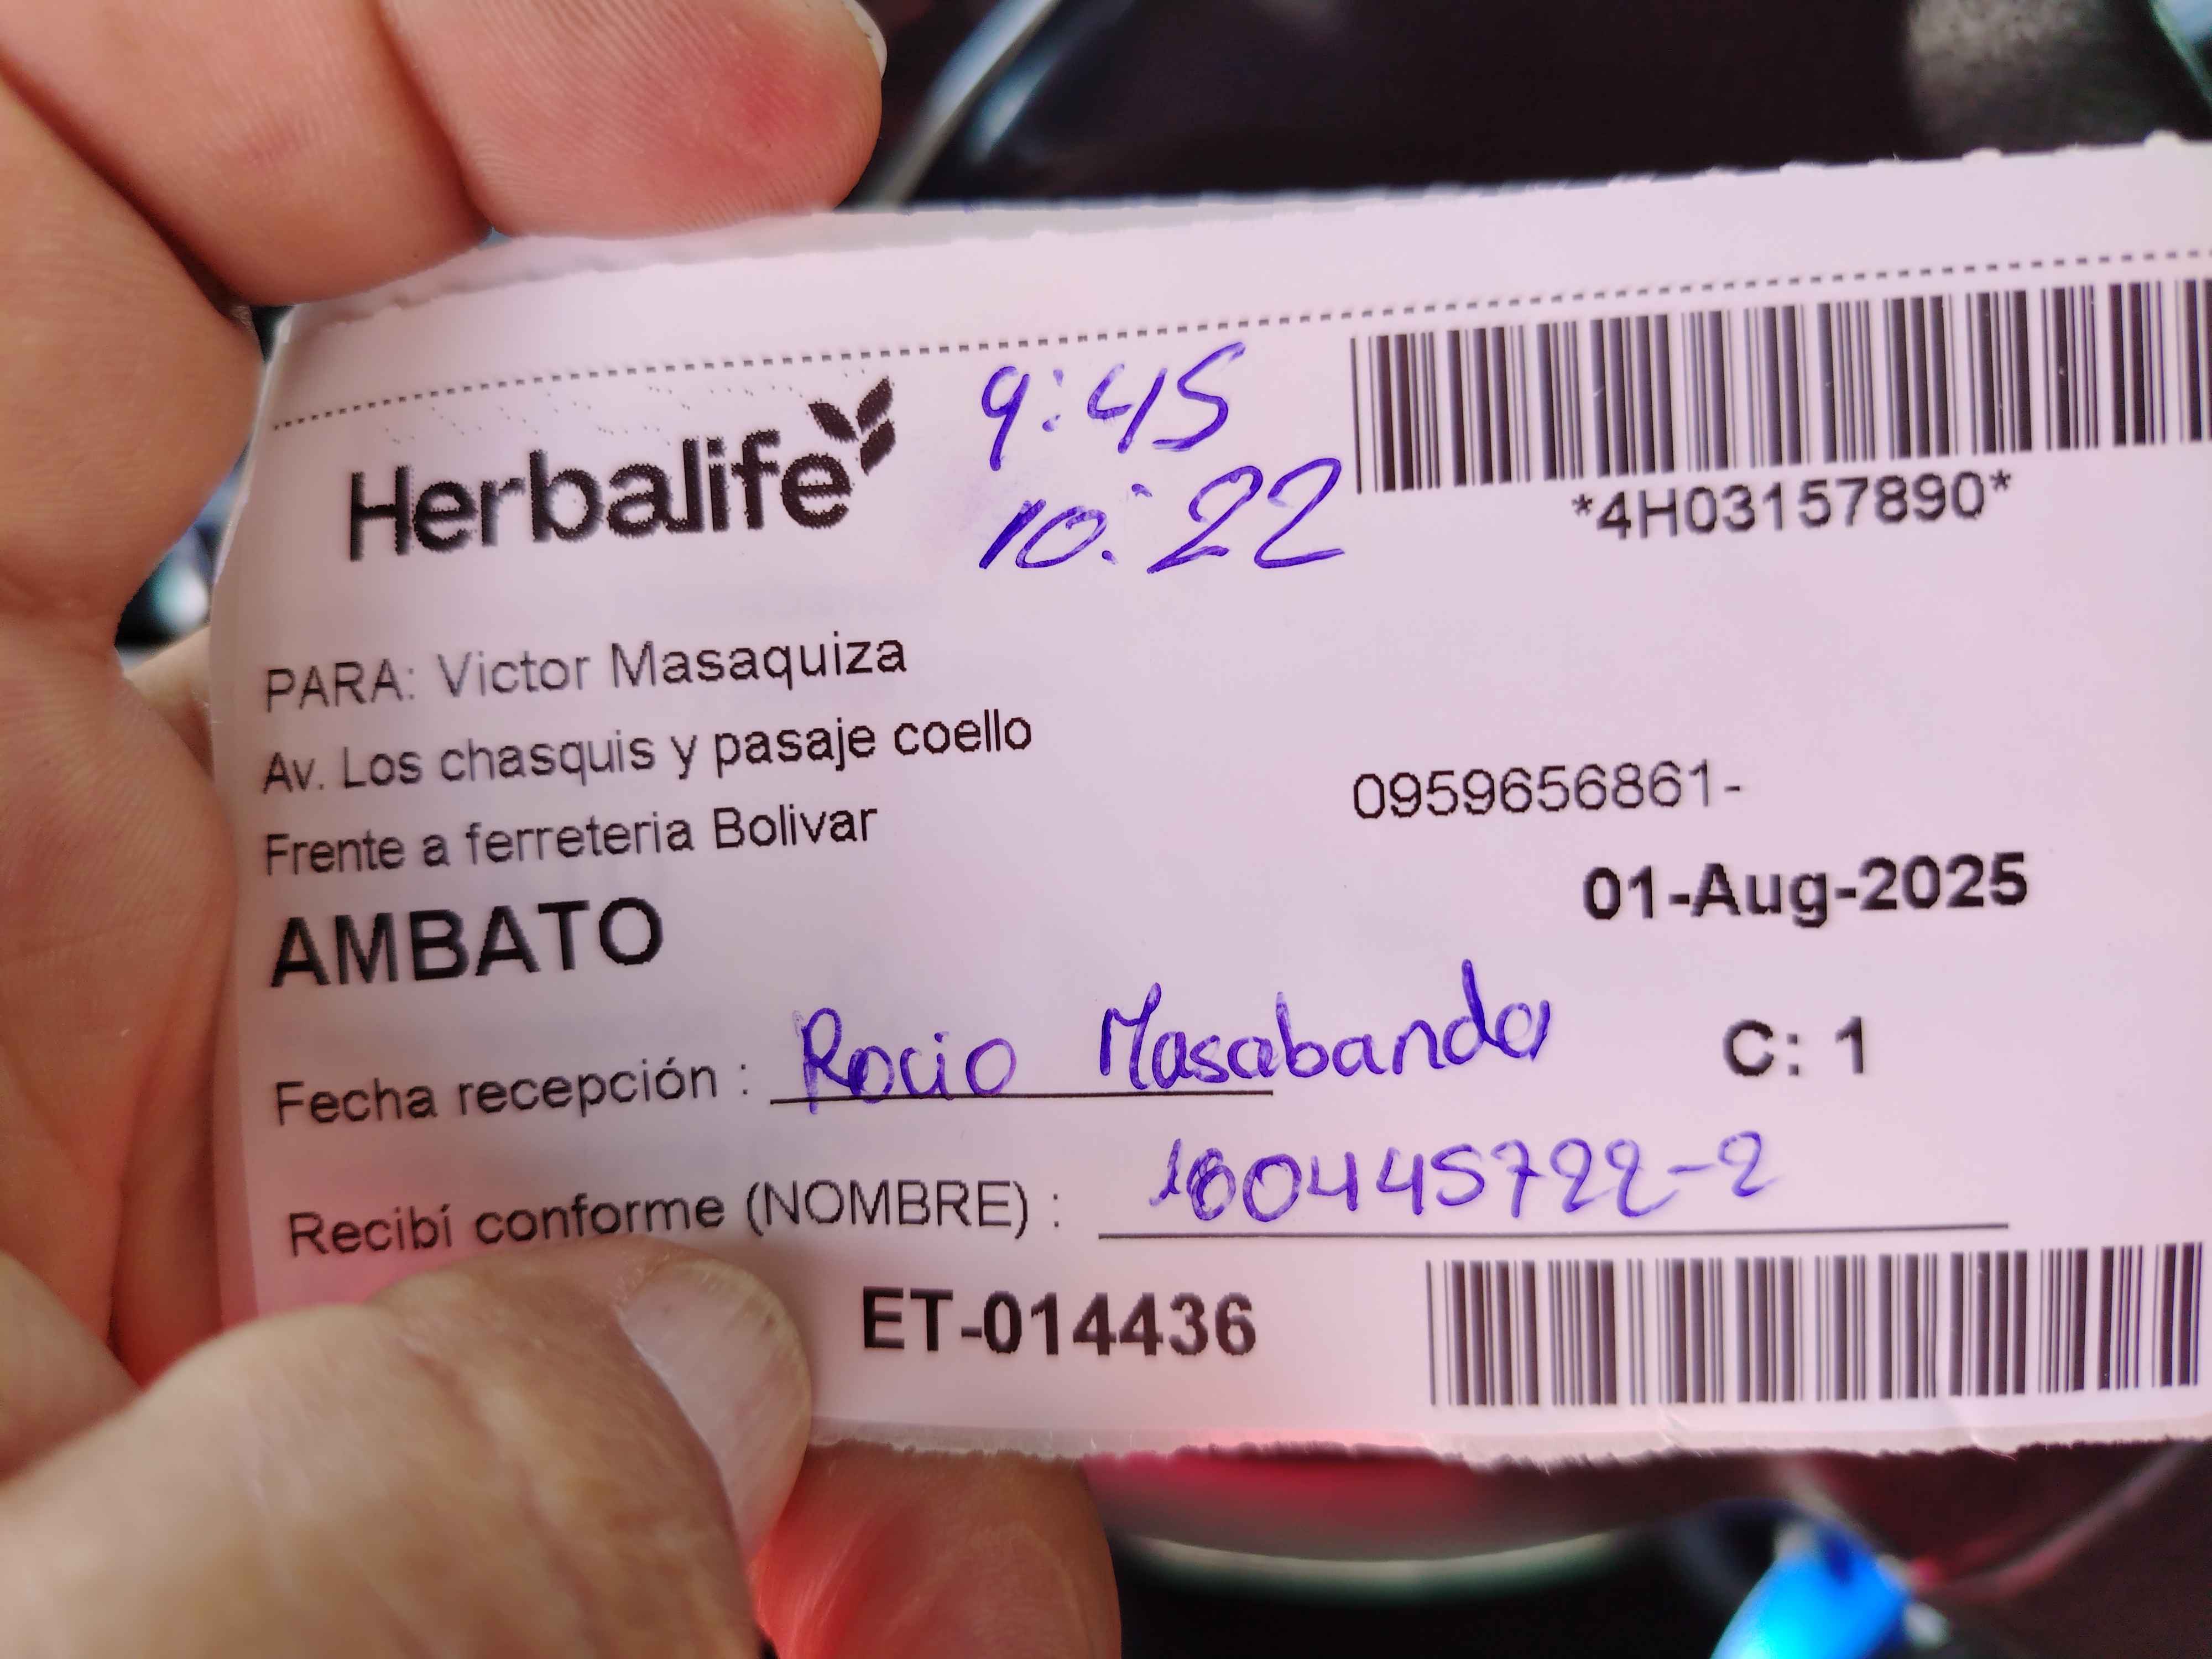 Herbalife
9:45
10:22
*4H03157890*
PARA: Victor Masaquiza
Av. Los chasquis y pasaje coello
0959656861-
Frente a ferreteria Bolivar
01-Aug-2025
AMBATO
Fecha recepción : Rocio Masabanda
C: 1
Recibí conforme (NOMBRE) : 180445722-2
ET-014436